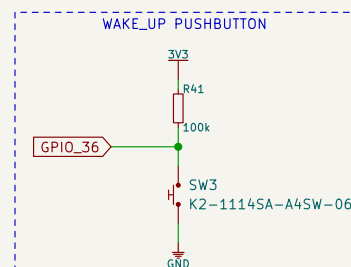 WAKE_UP PUSHBUTTON
3V3
R41
100k
GPIO_36
SW3
K2-1114SA-A4SW-06
GND